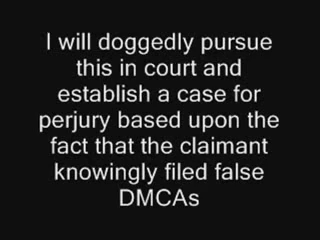 I will doggedly pursue
this in court and
establish a case for
perjury based upon the
fact that the claimant
knowingly filed false
DMCAs